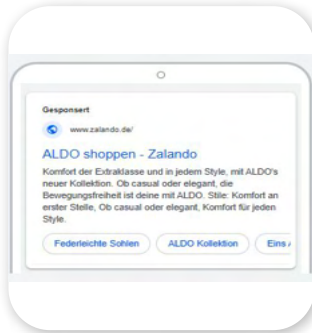 Gesponsert
www.zalando.de/
ALDO shoppen - Zalando
Komfort der Extraklasse und in jedem Style, mit ALDO's
neuer Kollektion. Ob casual oder elegant, die
Bewegungsfreiheit ist deine mit ALDO. Stile: Komfort an
erster Stelle, Ob casual oder elegant, Komfort für jeden
Style.
Federleichte Sohlen ALDO Kollektion Eins